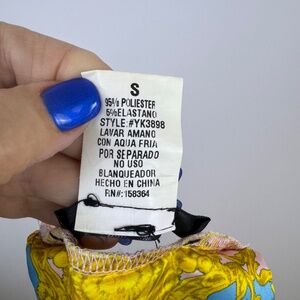 S
95% POLIESTER
5%ELASTANO
STYLE:#YK3898
LAVAR AMANO
CON AQUA FRIA
POR SEPARADO
NO USO
BLANQUEADOR
HECHO EN CHINA
RN#:158364